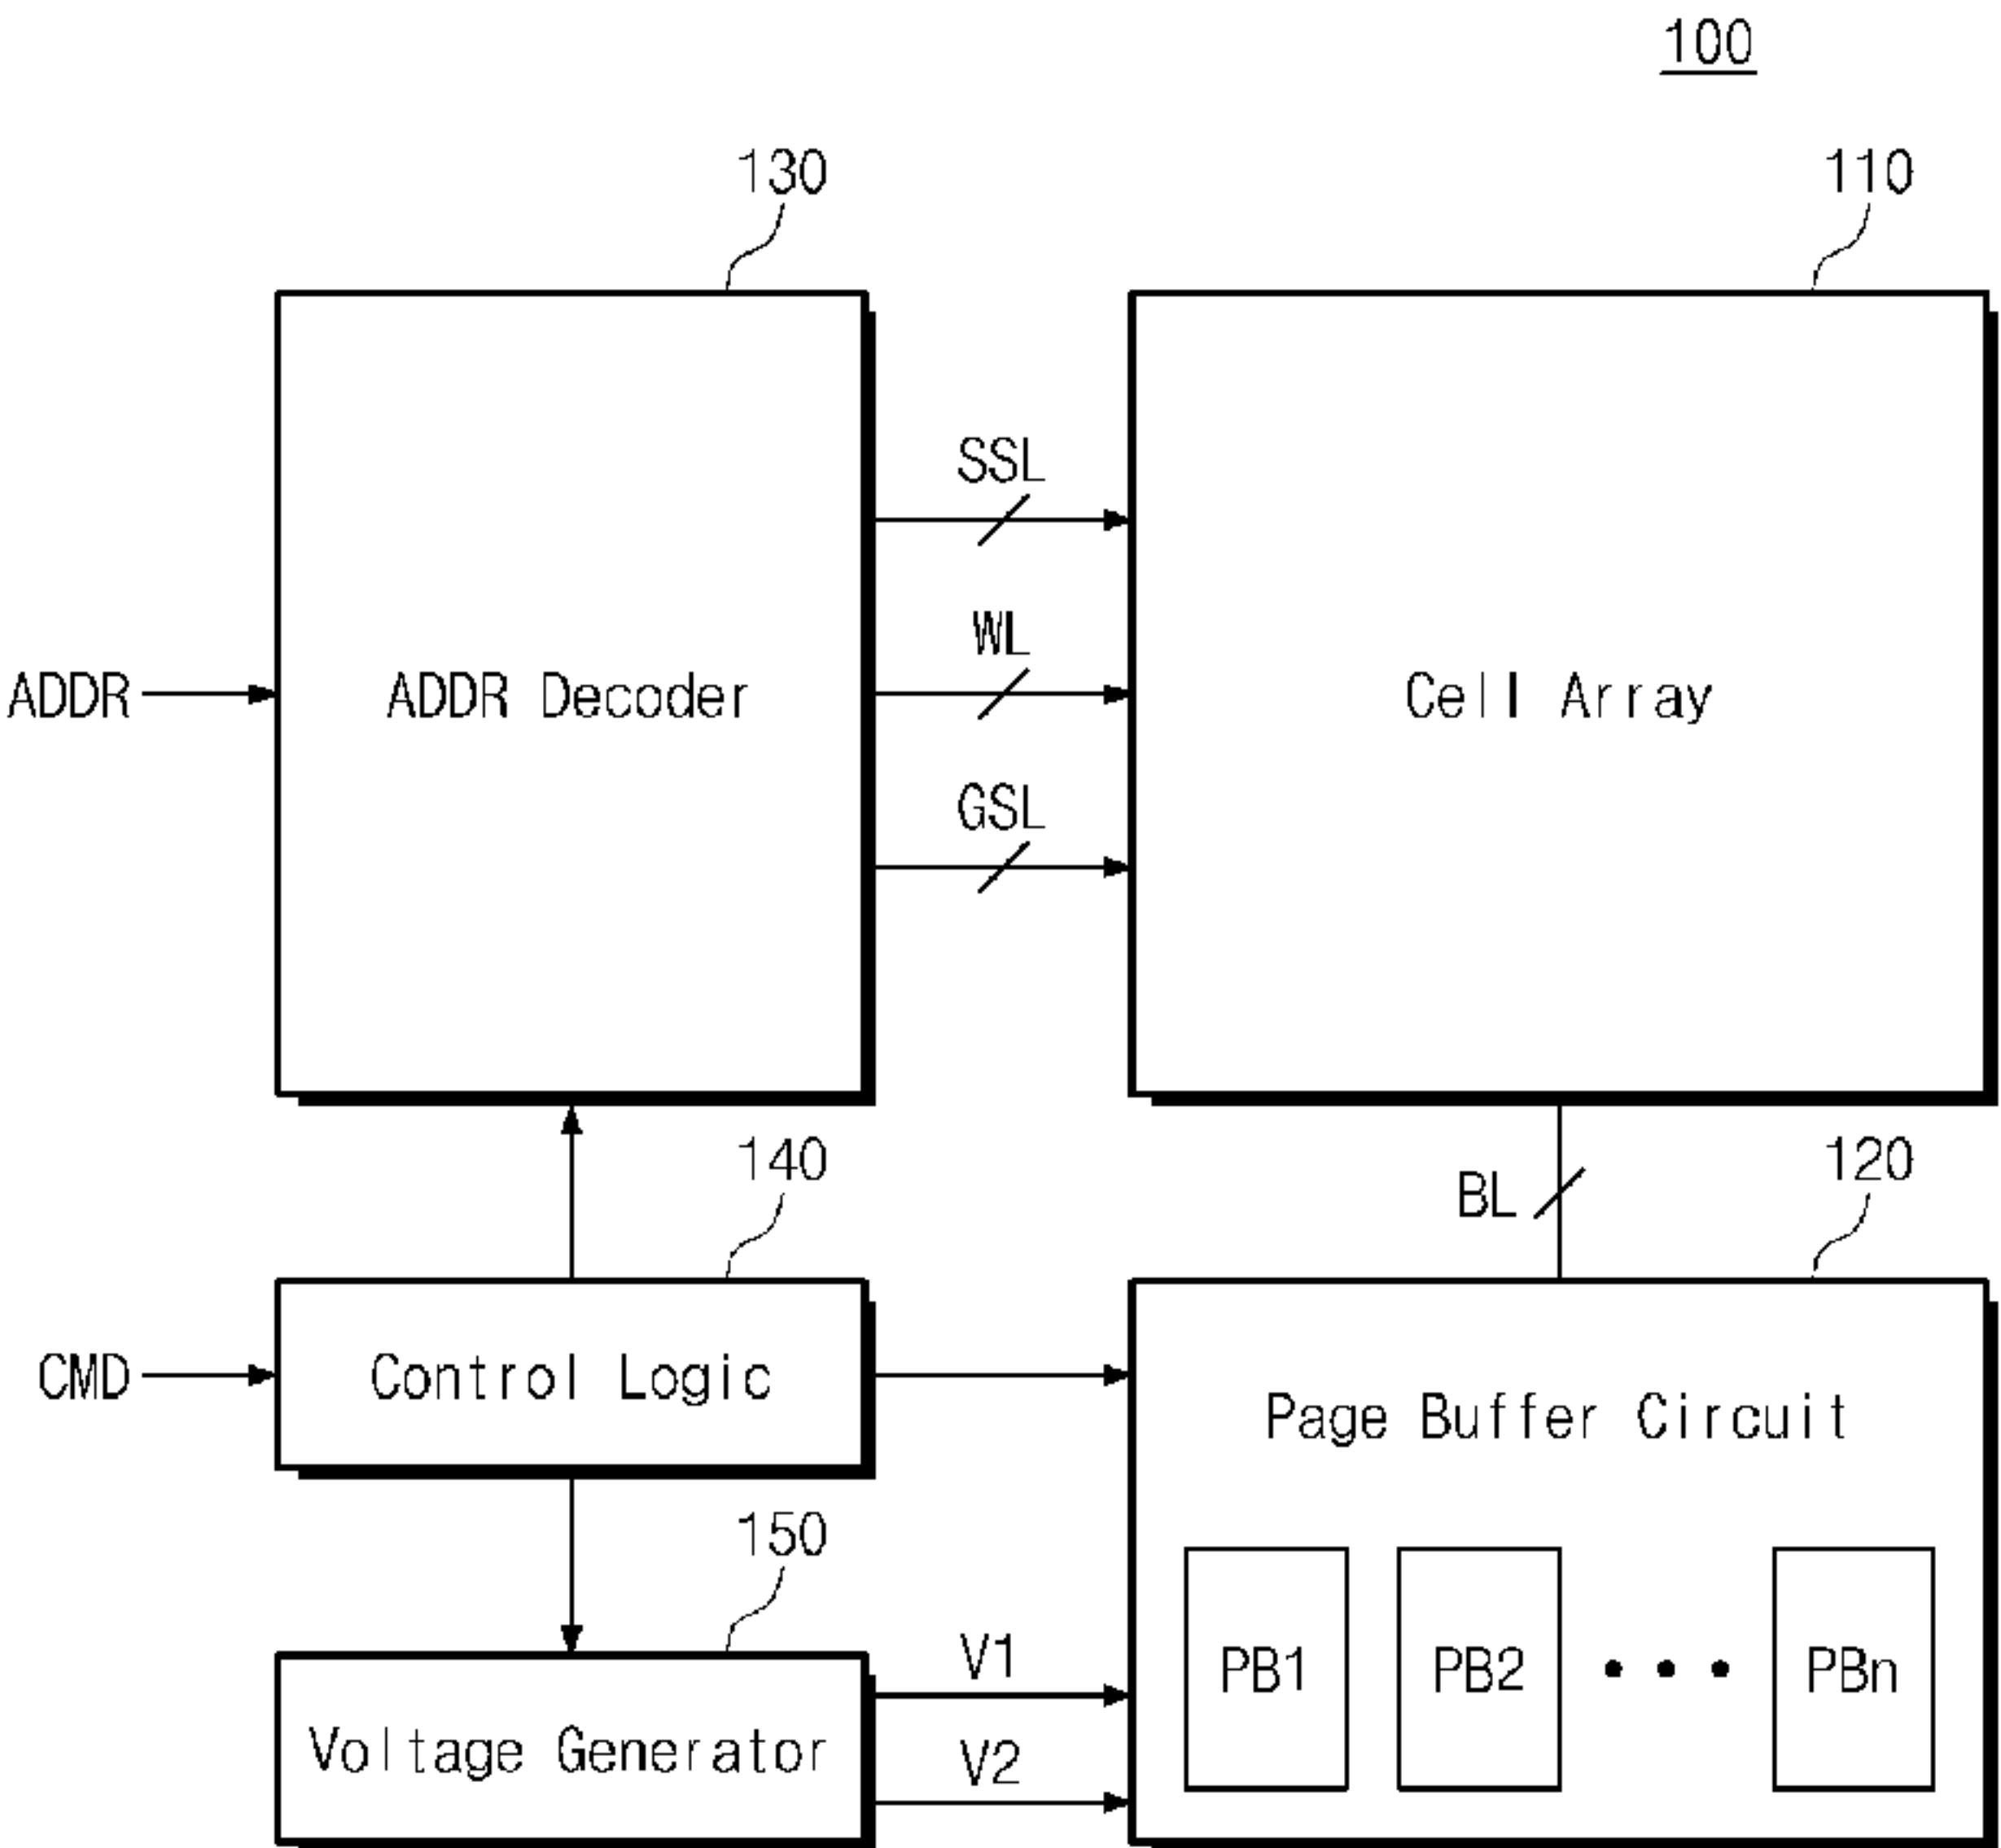 100
130
110
SSL
WL
ADDR
ADDR Decoder
Cell Array
GSL
140
120
BL
CMD
Control Logic
Page Buffer Circuit
150
V1
PB1
PB2
• • •
PBn
Voltage Generator
V2